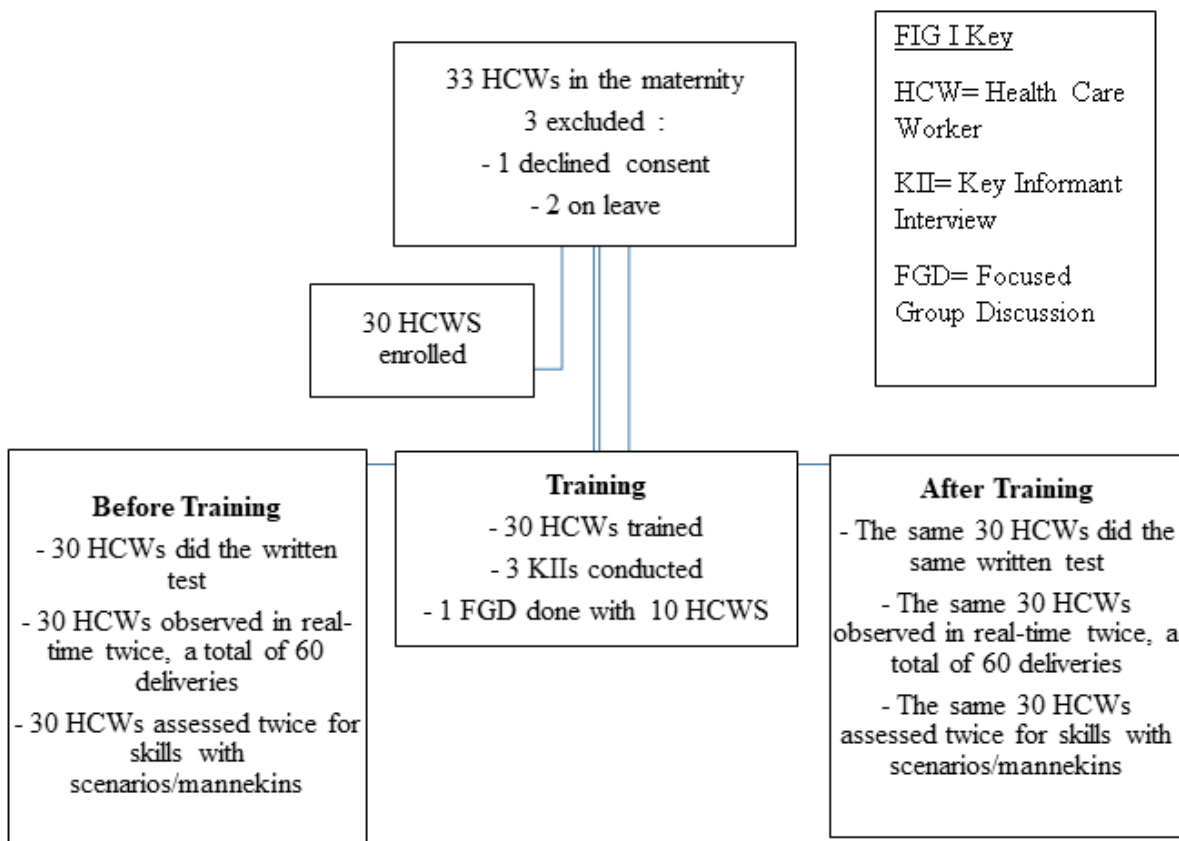 33 HCWs in the maternity
3 excluded :
- 1 declined consent
- 2 on leave
FIG I Key
HCW= Health Care
Worker
KII= Key Informant
Interview
FGD= Focused
Group Discussion
30 HCWS
enrolled
Before Training
- 30 HCWs did the written
test
- 30 HCWs observed in real-
time twice, a total of 60
deliveries
- 30 HCWs assessed twice for
skills with
scenarios/mannekins
Training
- 30 HCWs trained
- 3 KIIs conducted
- 1 FGD done with 10 HCWS
After Training
- The same 30 HCWs did the
same written test
- The same 30 HCWs
observed in real-time twice, a
total of 60 deliveries
- The same 30 HCWs
assessed twice for skills with
scenarios/mannekins